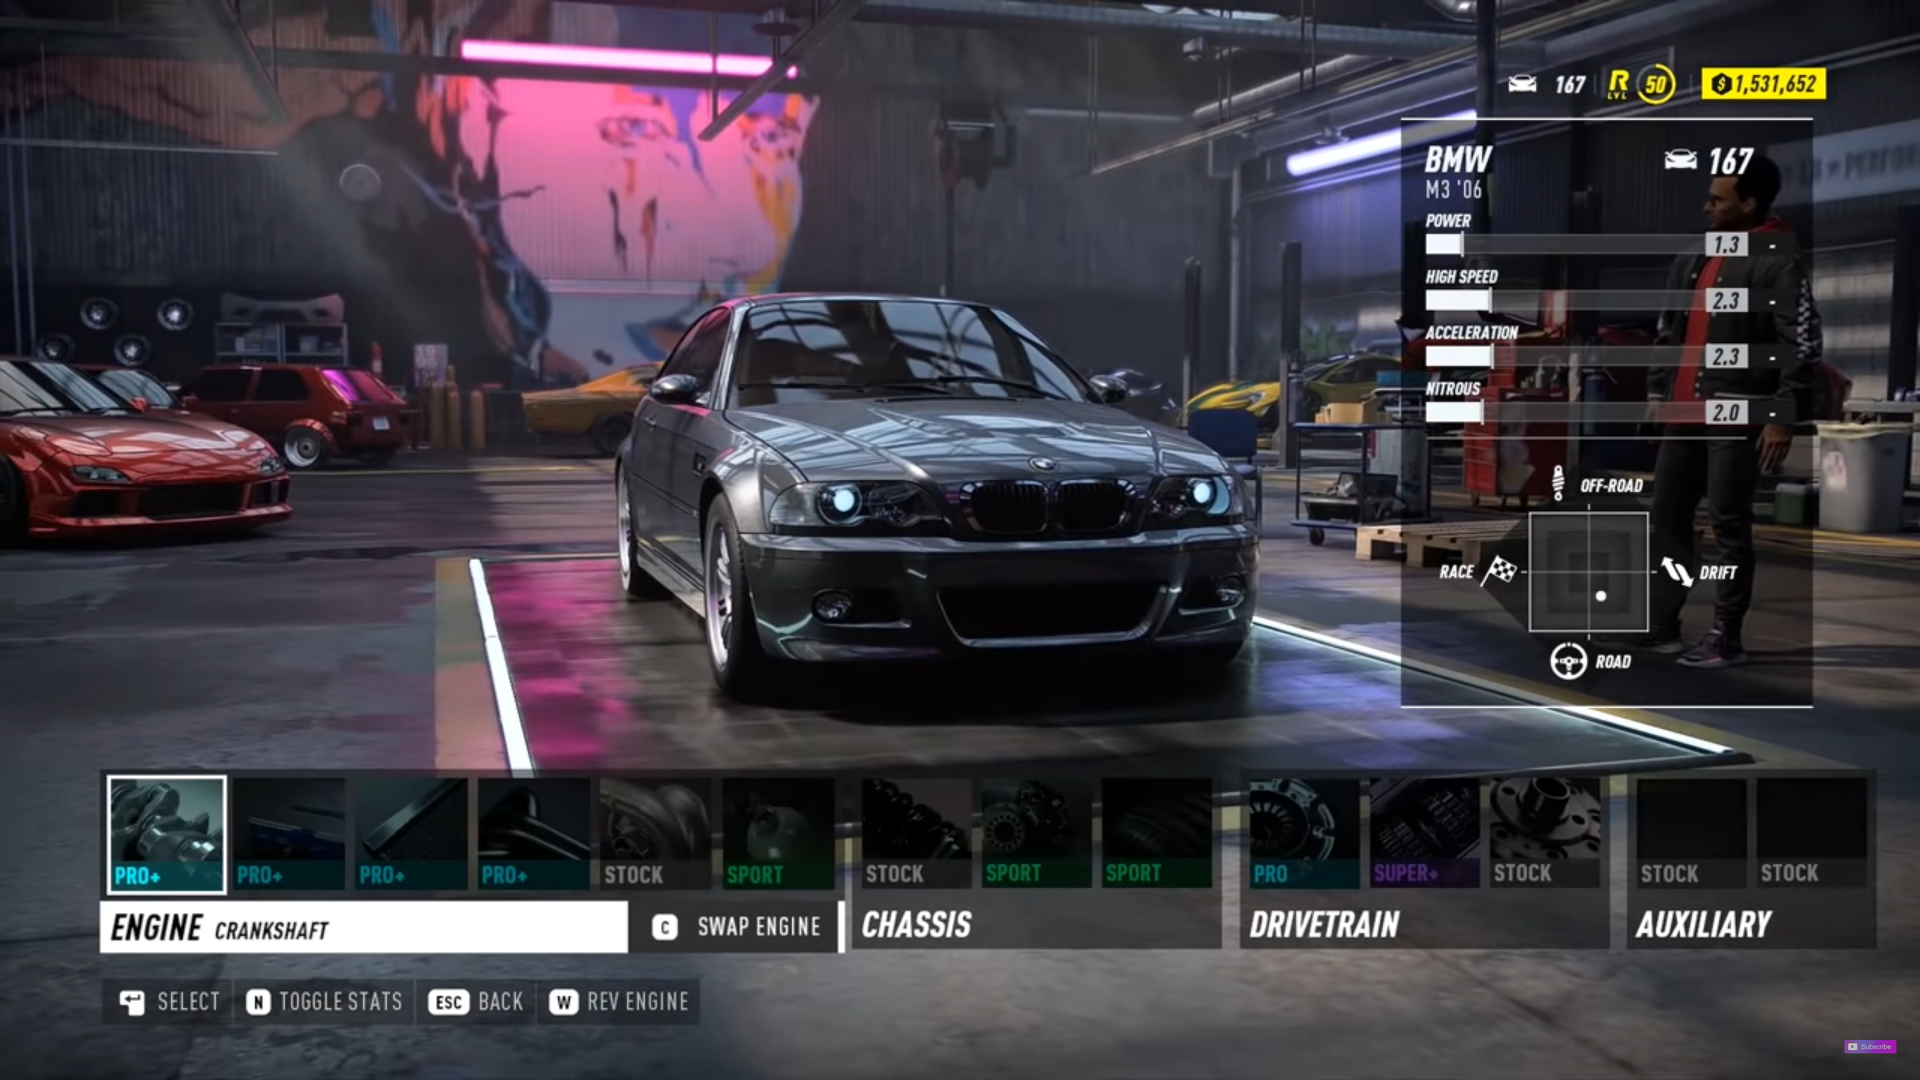 167 R LVL 50 $ 1,531,652
BMW 167
M3 '06
POWER
1.3 -
HIGH SPEED
2.3 -
ACCELERATION
2.3 -
NITROUS
2.0 -
OFF-ROAD
RACE
DRIFT
ROAD
PRO+ PRO+ PRO+ PRO+ STOCK SPORT STOCK SPORT SPORT PRO SUPER+ STOCK STOCK STOCK
ENGINE CRANKSHAFT C SWAP ENGINE CHASSIS DRIVETRAIN AUXILIARY
SELECT N TOGGLE STATS ESC BACK W REV ENGINE
Subscribe